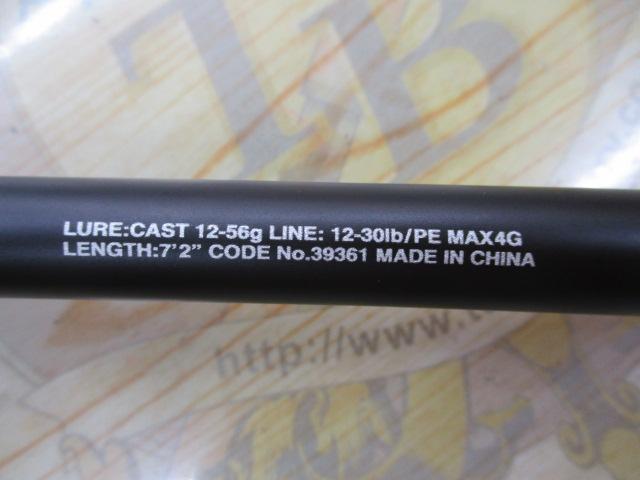 TB
LURE:CAST 12-56g LINE: 12-30lb/PE MAX4G
LENGTH:7'2" CODE No.39361 MADE IN CHINA
http://www.t